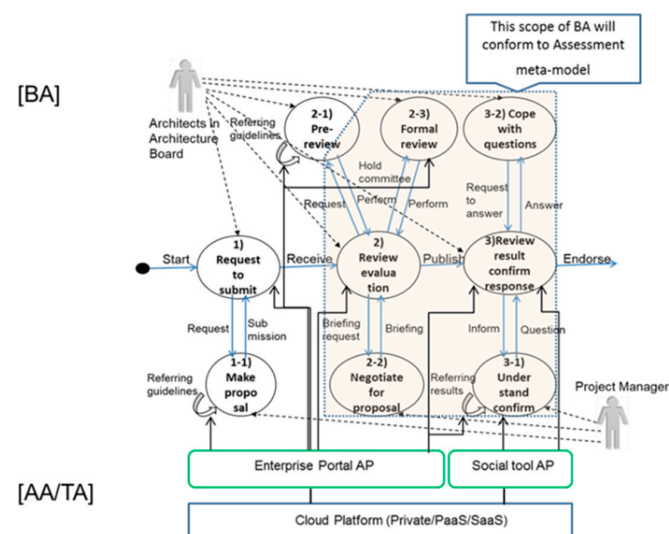 This scope of BA will
conform to Assessment
meta-model
[BA]
Architects in
Architecture
Board
Referring
guidelines
2-1)
Pre-
review
2-3)
Formal
review
3-2) Cope
with
questions
Hold
committee
Request
Perform
Perform
Request
to
answer
Answer
Start
1)
Request
to
submit
Receive
2)
Review
evalua
tion
Publish
3)Review
result
confirm
response
Endorse
Request
Sub
mission
Briefing
request
Briefing
Inform
Question
Referring
guidelines
1-1)
Make
propo
sal
2-2)
Negotiate
for
proposal
Referring
results
3-1)
Under
stand
confirm
Project Manager
Enterprise Portal AP
Social tool AP
[AA/TA]
Cloud Platform (Private/PaaS/SaaS)